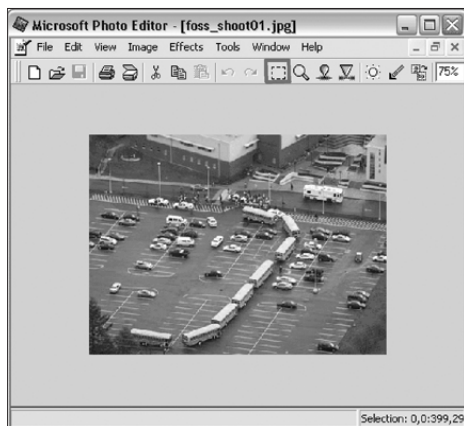 Microsoft Photo Editor - [foss_shoot01.jpg]
File Edit View Image Effects Tools Window Help
75%
Selection: 0,0:399,29